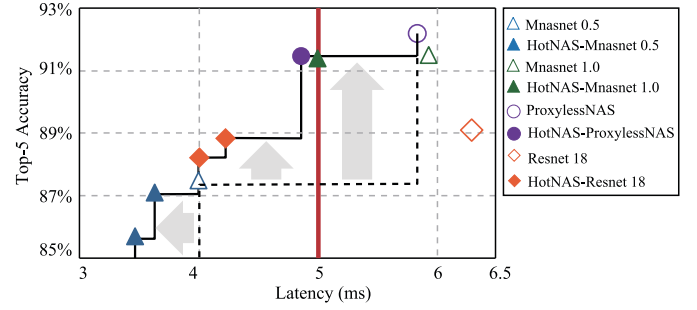 93%
91%
89%
87%
85%
Top-5 Accuracy
3
4
5
6
6.5
Latency (ms)
Mnasnet 0.5
HotNAS-Mnasnet 0.5
Mnasnet 1.0
HotNAS-Mnasnet 1.0
ProxylessNAS
HotNAS-ProxylessNAS
Resnet 18
HotNAS-Resnet 18